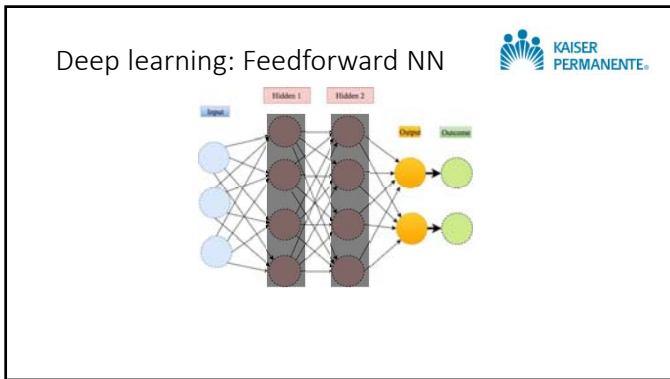 Deep learning: Feedforward NN
KAISER
PERMANENTE®
Hidden 1
Hidden 2
Input
Output
Outcome